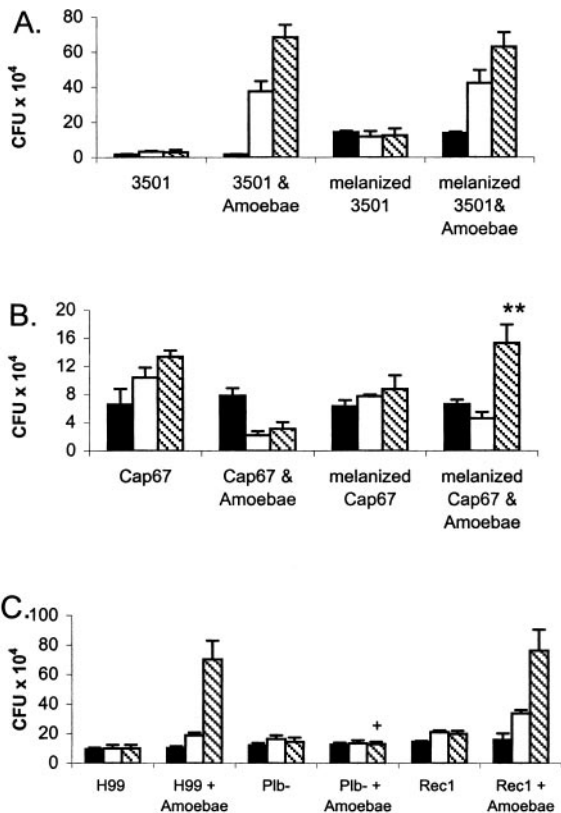 A.
CFU x 10⁴
80
60
40
20
0
3501
3501 &
Amoebae
melanized
3501
melanized
3501&
Amoebae
B.
CFU x 10⁴
20
16
12
8
4
0
**
Cap67
Cap67 &
Amoebae
melanized
Cap67
melanized
Cap67 &
Amoebae
C.
CFU x 10⁴
100
80
60
40
20
0
+
H99
H99 +
Amoebae
Plb-
Plb- +
Amoebae
Rec1
Rec1 +
Amoebae